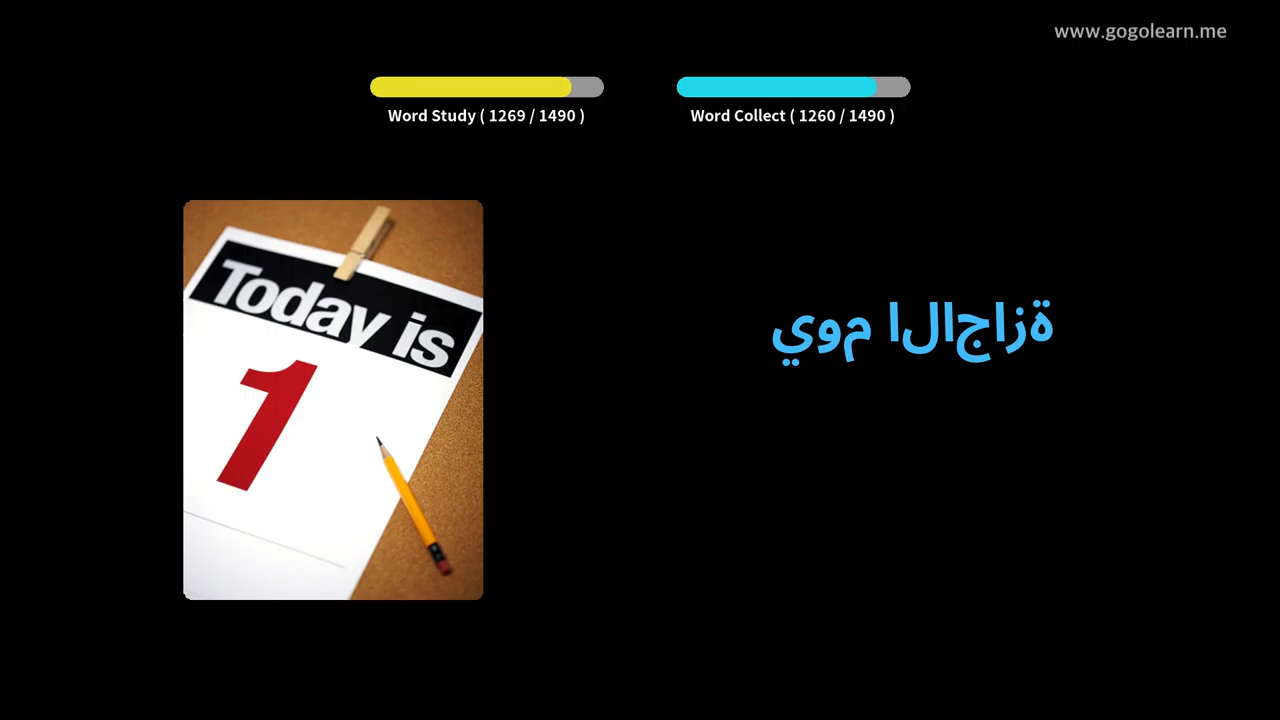 www.gogolearn.me
Word Study ( 1269 / 1490 )
Word Collect ( 1260 / 1490 )
Today is
1
يوم الاجازة